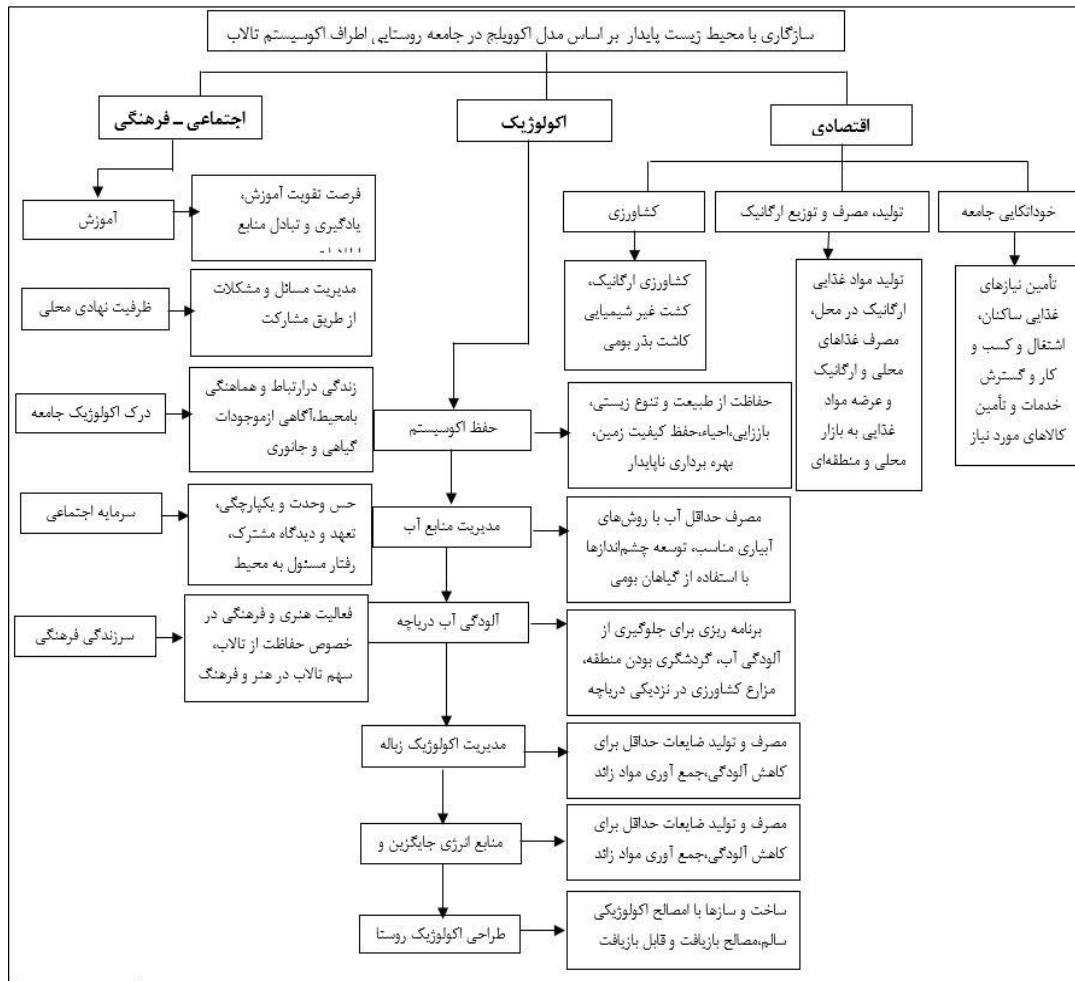 سازگاری با محیط زیست پایدار بر اساس مدل اکوویلیج در جامعه روستایی اطراف اکوسیستم تالاب
اقتصادی
اکولوژیک
اجتماعی – فرهنگی
خوداتکایی جامعه
تولید، مصرف و توزیع ارگانیک
کشاورزی
تأمین نیازهای
غذایی ساکنان،
اشتغال و کسب و
کار و گسترش
خدمات و تأمین
کالاهای مورد نیاز
تولید مواد غذایی
ارگانیک در محل،
مصرف غذاهای
محلی و ارگانیک
و عرضه مواد
غذایی به بازار
محلی و منطقه‌ای
کشاورزی ارگانیک،
کشت غیر شیمیایی
کاشت بذر بومی
حفظ اکوسیستم
حفاظت از طبیعت و تنوع زیستی،
باززایی،احیاء،حفظ کیفیت زمین،
بهره برداری ناپایدار
مدیریت منابع آب
مصرف حداقل آب با روش‌های
آبیاری مناسب، توسعه چشم‌اندازها
با استفاده از گیاهان بومی
آلودگی آب دریاچه
برنامه ریزی برای جلوگیری از
آلودگی آب، گردشگری بودن منطقه،
مزارع کشاورزی در نزدیکی دریاچه
مدیریت اکولوژیک زباله
مصرف و تولید ضایعات حداقل برای
کاهش آلودگی،جمع آوری مواد زائد
منابع انرژی جایگزین و
مصرف و تولید ضایعات حداقل برای
کاهش آلودگی،جمع آوری مواد زائد
طراحی اکولوژیک روستا
ساخت و سازها با امصالح اکولوژیکی
سالم،مصالح بازیافت و قابل بازیافت
آموزش
فرصت تقویت آموزش،
یادگیری و تبادل منابع
ظرفیت نهادی محلی
مدیریت مسائل و مشکلات
از طریق مشارکت
درک اکولوژیک جامعه
زندگی درارتباط و هماهنگی
بامحیط،آگاهی ازموجودات
گیاهی و جانوری
سرمایه اجتماعی
حس وحدت و یکپارچگی،
تعهد و دیدگاه مشترک،
رفتار مسئول به محیط
سرزندگی فرهنگی
فعالیت هنری و فرهنگی در
خصوص حفاظت از تالاب،
سهم تالاب در هنر و فرهنگ